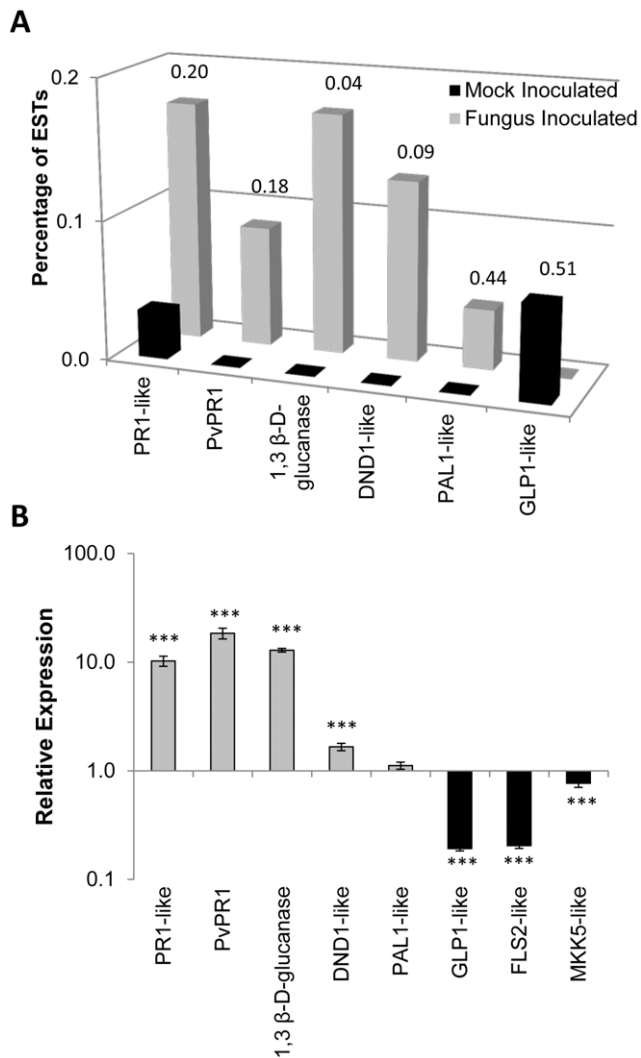 A
Percentage of ESTs
0.2
0.1
0.0
0.20
0.18
0.04
0.09
0.44
0.51
Mock Inoculated
Fungus Inoculated
PR1-like
PvPR1
1,3 β-D-
glucanase
DND1-like
PAL1-like
GLP1-like
B
Relative Expression
100.0
10.0
1.0
0.1
***
***
***
***
***
***
***
PR1-like
PvPR1
1,3 β-D-glucanase
DND1-like
PAL1-like
GLP1-like
FLS2-like
MKK5-like